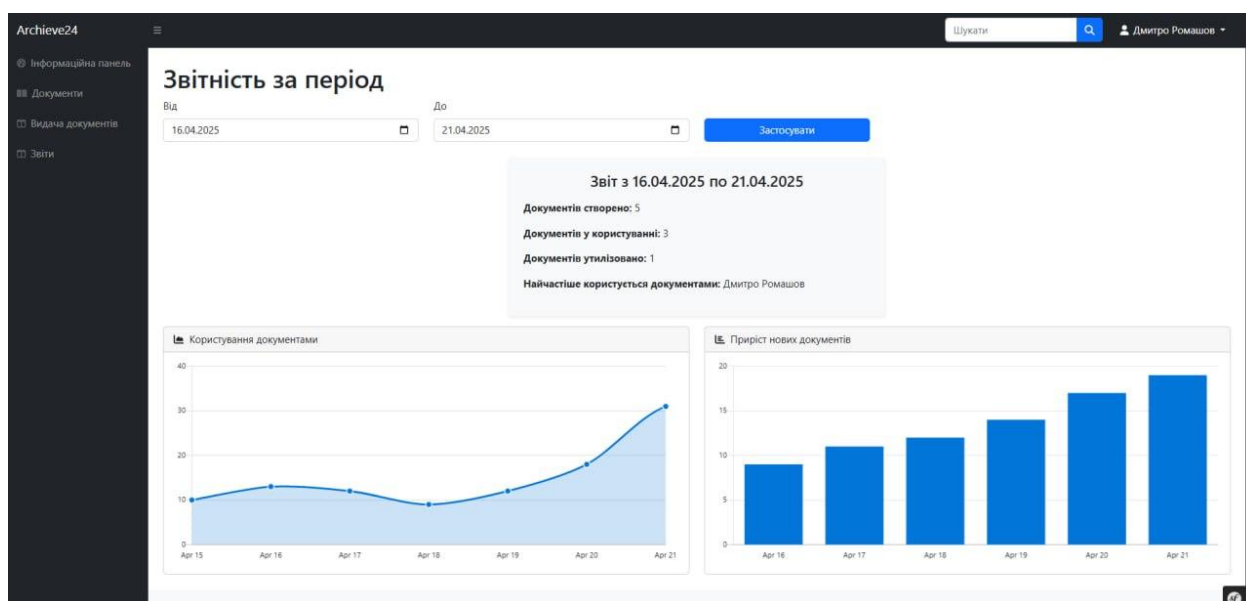 Archieve24
Шукати
Дмитро Ромашов
Інформаційна панель
Документи
Видача документів
Звіти
Звітність за період
Від
До
16.04.2025
21.04.2025
Застосувати
Звіт з 16.04.2025 по 21.04.2025
Документів створено: 5
Документів у користуванні: 3
Документів утилізовано: 1
Найчастіше користується документами: Дмитро Ромашов
Користування документами
40
30
20
10
0
Apr 15 Apr 16 Apr 17 Apr 18 Apr 19 Apr 20 Apr 21
Приріст нових документів
20
15
10
5
0
Apr 16 Apr 17 Apr 18 Apr 19 Apr 20 Apr 21